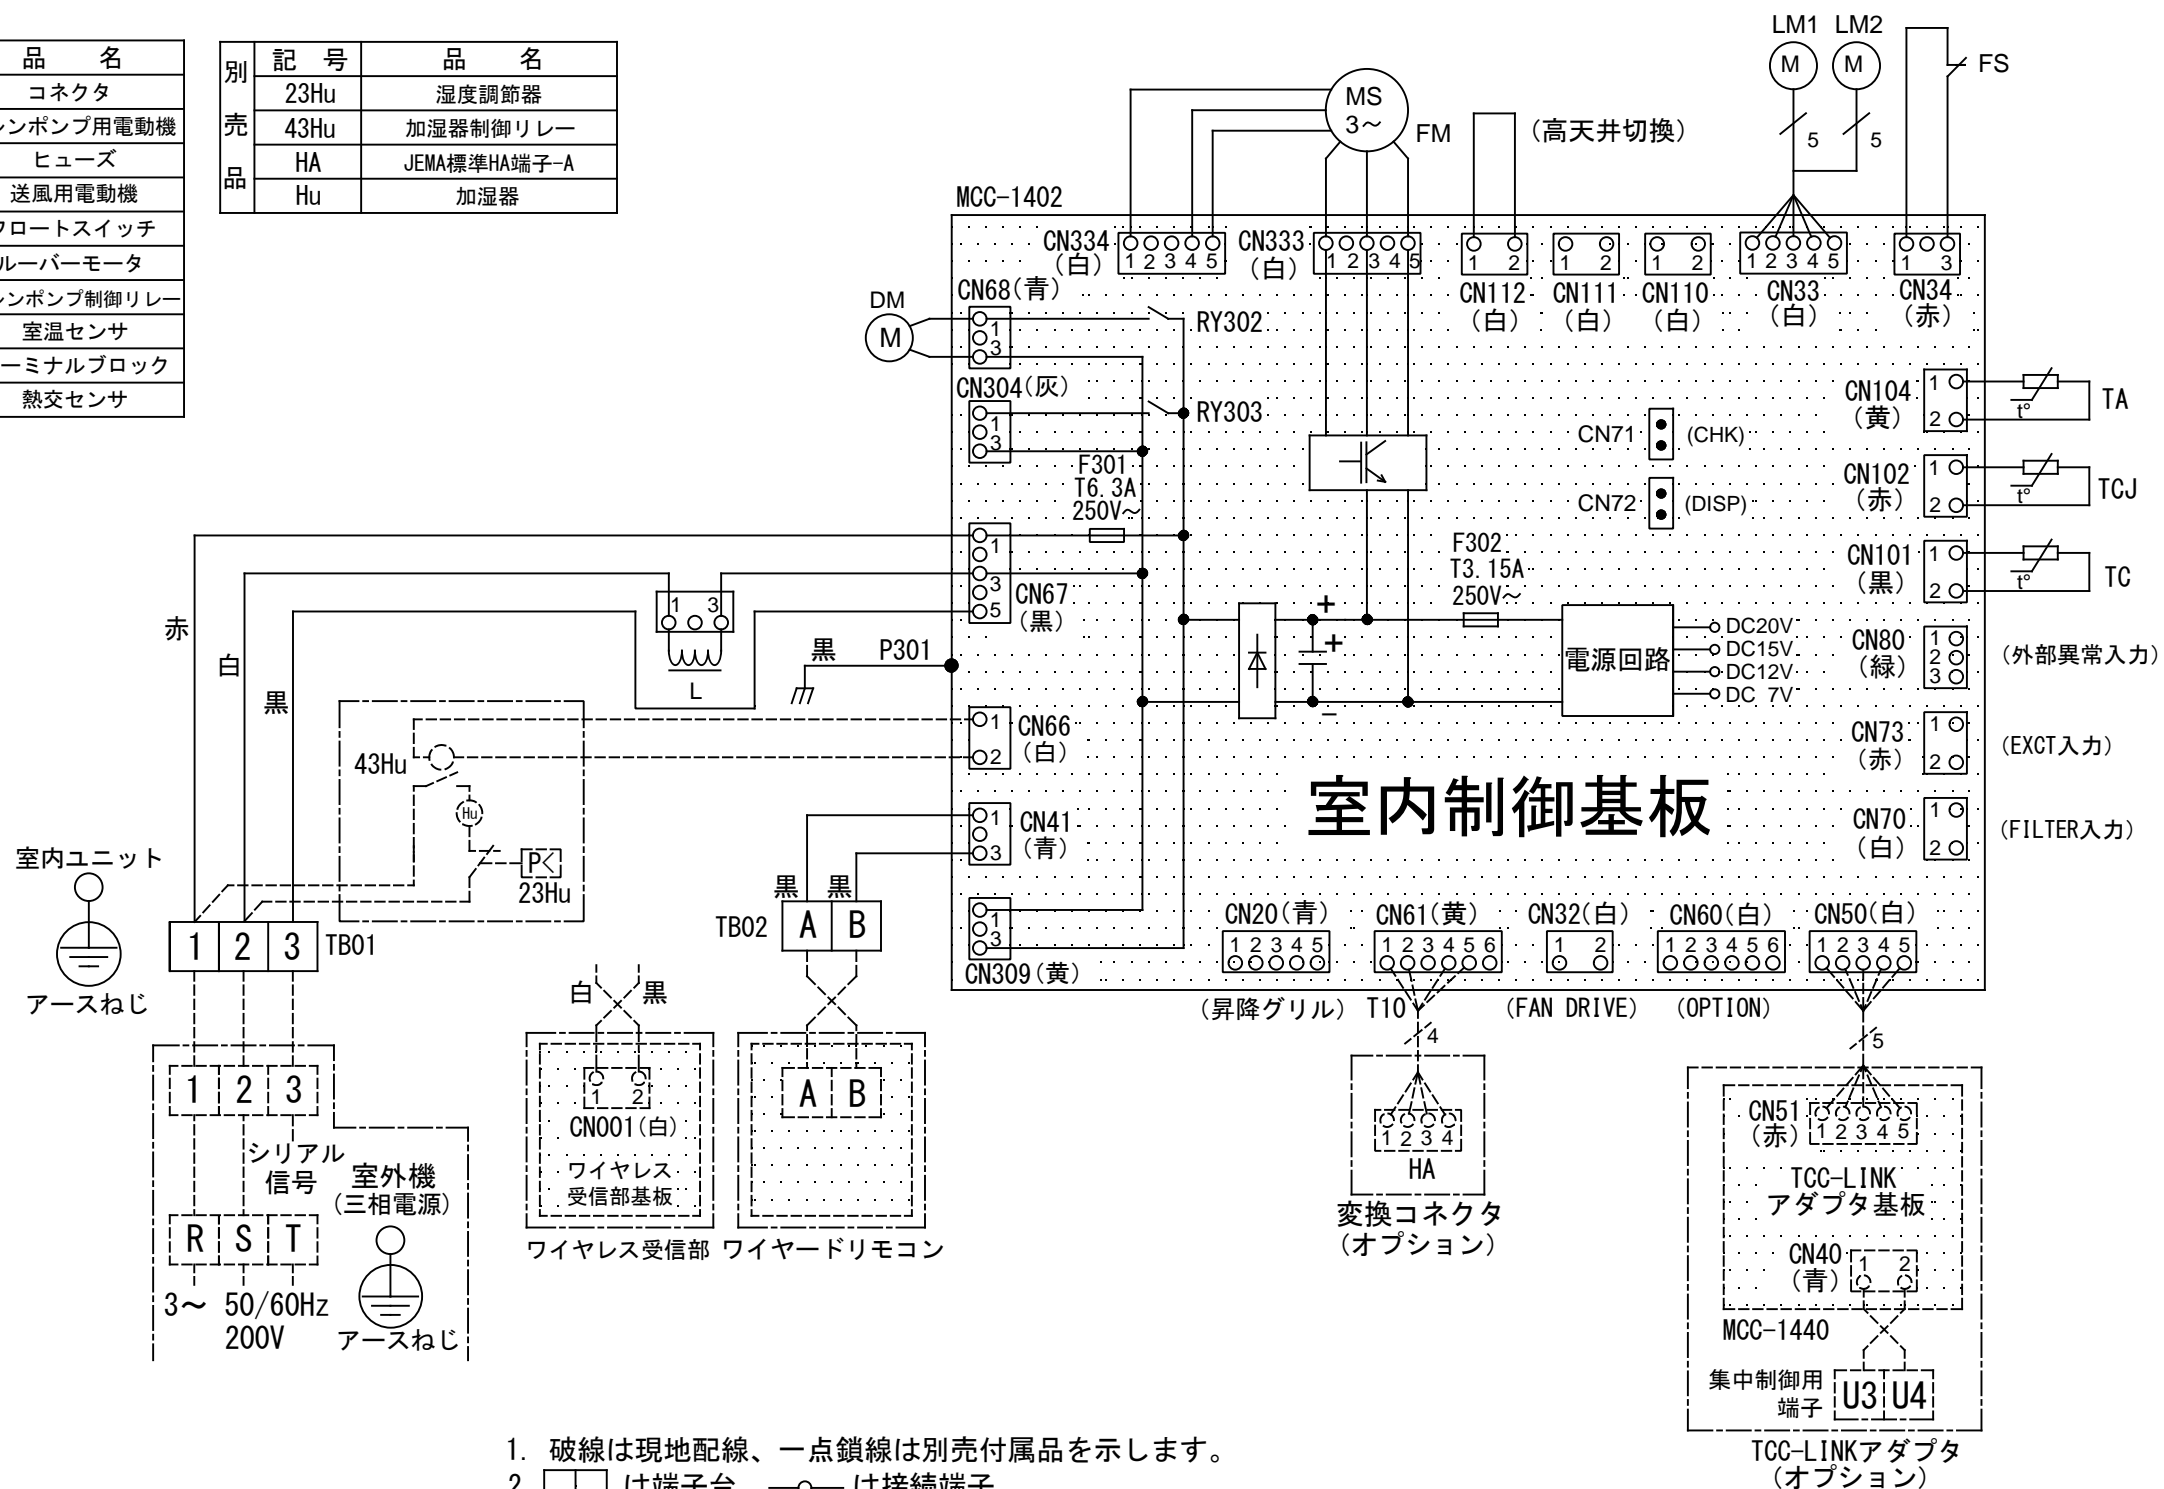 品 名
コネクタ
ンポンプ用電動機
ヒューズ
送風用電動機
ロートスイッチ
ルーバーモータ
ンポンプ制御リレー
室温センサ
ーミナルブロック
熱交センサ
別売品
記 号 品 名
23Hu 湿度調節器
43Hu 加湿器制御リレー
HA JEMA標準HA端子-A
Hu 加湿器
LM1 LM2
M M
5 5
FS
MS
3～
FM
(高天井切換)
MCC-1402
CN334
(白)
1 2 3 4 5
CN333
(白)
1 2 3 4 5
1 2
CN112
(白)
1 2
CN111
(白)
1 2
CN110
(白)
1 2 3 4 5
CN33
(白)
1 3
CN34
(赤)
DM
M
CN68(青)
1
3
RY302
CN304(灰)
1
3
RY303
F301
T6.3A
250V～
1
3
5
CN67
(黒)
CN71 (CHK)
CN72 (DISP)
F302
T3.15A
250V～
+
+
−
電源回路
DC20V
DC15V
DC12V
DC 7V
CN104
(黄)
1
2
t°
TA
CN102
(赤)
1
2
t°
TCJ
CN101
(黒)
1
2
t°
TC
CN80
(緑)
1
2
3
(外部異常入力)
CN73
(赤)
1
2
(EXCT入力)
CN70
(白)
1
2
(FILTER入力)
赤
白
黒
1 3
L
黒 P301
1
2
CN66
(白)
43Hu
Hu
P<
23Hu
室内制御基板
1
3
CN41
(青)
黒 黒
TB02 A B
1
3
CN309(黄)
室内ユニット
アースねじ
1 2 3 TB01
1 2 3
シリアル
信号
室外機
(三相電源)
R S T
3～ 50/60Hz
200V
アースねじ
白 黒
1 2
CN001(白)
ワイヤレス
受信部基板
ワイヤレス受信部
A B
ワイヤードリモコン
CN20(青)
1 2 3 4 5
(昇降グリル)
CN61(黄)
1 2 3 4 5 6
T10
4
1 2 3 4
HA
変換コネクタ
(オプション)
CN32(白)
1 2
(FAN DRIVE)
CN60(白)
1 2 3 4 5 6
(OPTION)
CN50(白)
1 2 3 4 5
5
CN51
(赤)
1 2 3 4 5
TCC-LINK
アダプタ基板
CN40
(青)
1 2
MCC-1440
集中制御用
端子
U3 U4
TCC-LINKアダプタ
(オプション)
1. 破線は現地配線、一点鎖線は別売付属品を示します。
2. は端子台、 は接続端子